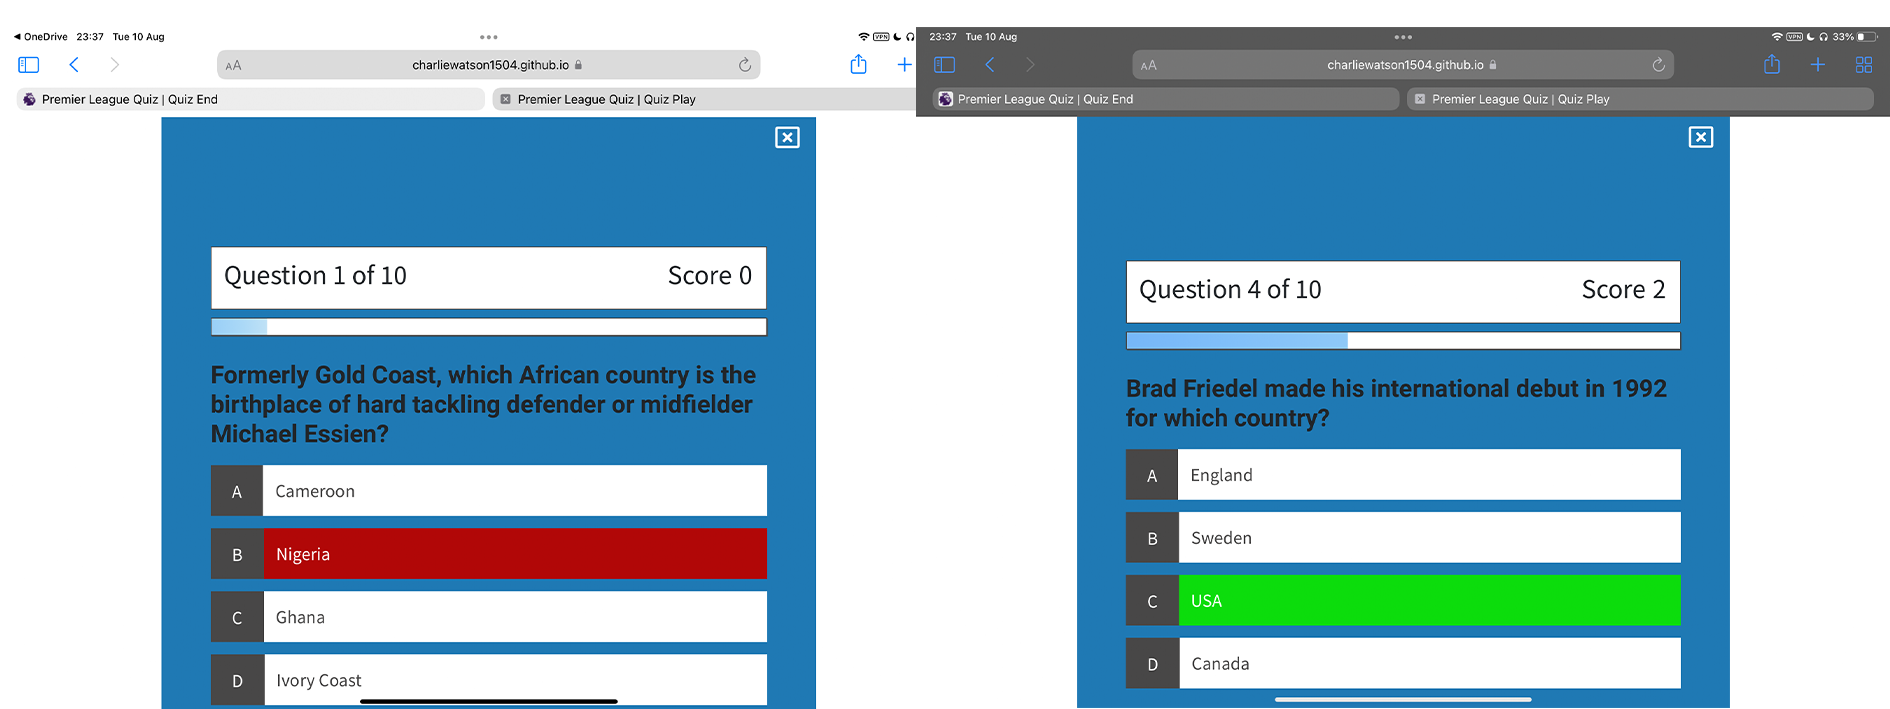 ◀ OneDrive 23:37 Tue 10 Aug
VPN
AA charliewatson1504.github.io
Premier League Quiz | Quiz End
Premier League Quiz | Quiz Play
Question 1 of 10 Score 0
Formerly Gold Coast, which African country is the
birthplace of hard tackling defender or midfielder
Michael Essien?
A Cameroon
B Nigeria
C Ghana
D Ivory Coast
23:37 Tue 10 Aug
VPN 33%
AA charliewatson1504.github.io
Premier League Quiz | Quiz End
Premier League Quiz | Quiz Play
Question 4 of 10 Score 2
Brad Friedel made his international debut in 1992
for which country?
A England
B Sweden
C USA
D Canada